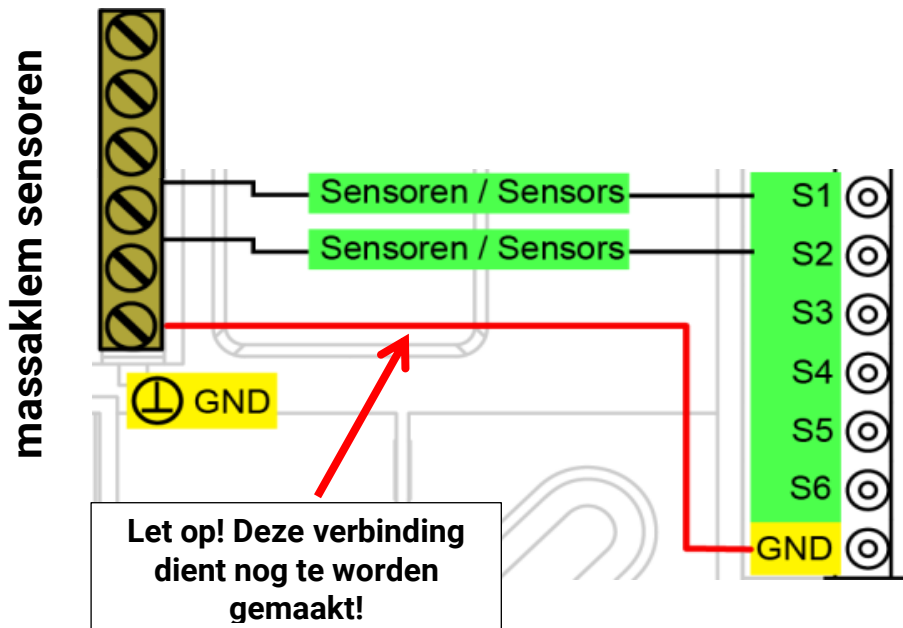 massaklem sensoren
Sensoren / Sensors
S1
Sensoren / Sensors
S2
S3
S4
GND
S5
S6
GND
Let op! Deze verbinding
dient nog te worden
gemaakt!